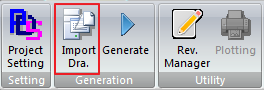 Project Setting
Import Dra.
Generate
Rev. Manager
Plotting
Setting
Generation
Utility